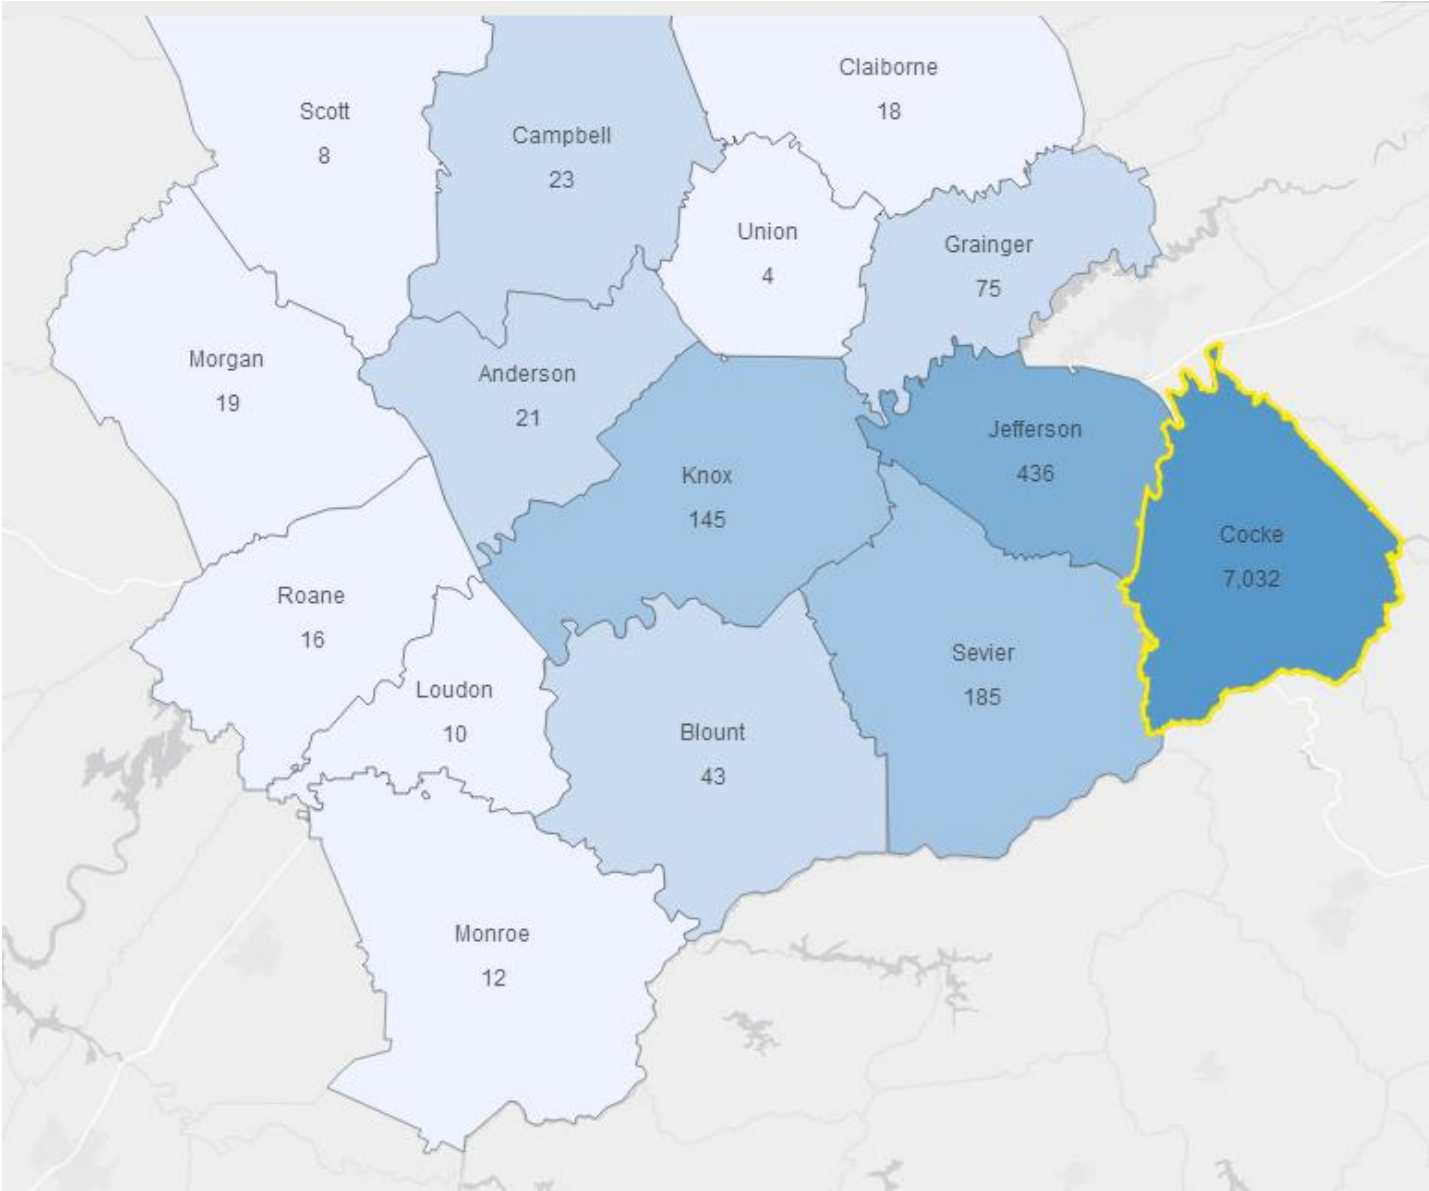 Claiborne
18
Scott
8
Campbell
23
Union
4
Grainger
75
Morgan
19
Anderson
21
Jefferson
436
Knox
145
Cocke
7,032
Roane
16
Sevier
185
Loudon
10
Blount
43
Monroe
12